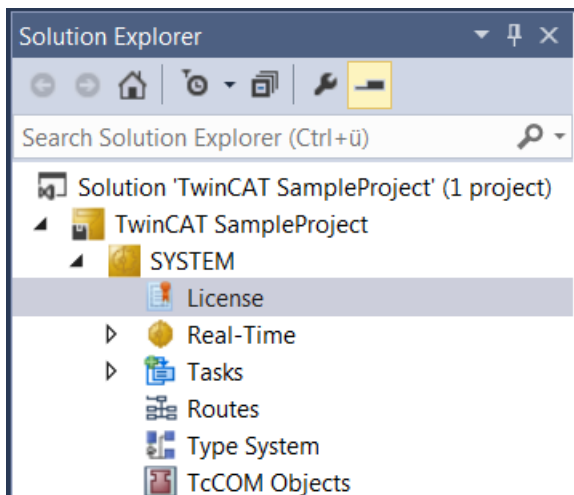 Solution Explorer
Search Solution Explorer (Ctrl+ü)
Solution 'TwinCAT SampleProject' (1 project)
TwinCAT SampleProject
SYSTEM
License
Real-Time
Tasks
Routes
Type System
TcCOM Objects